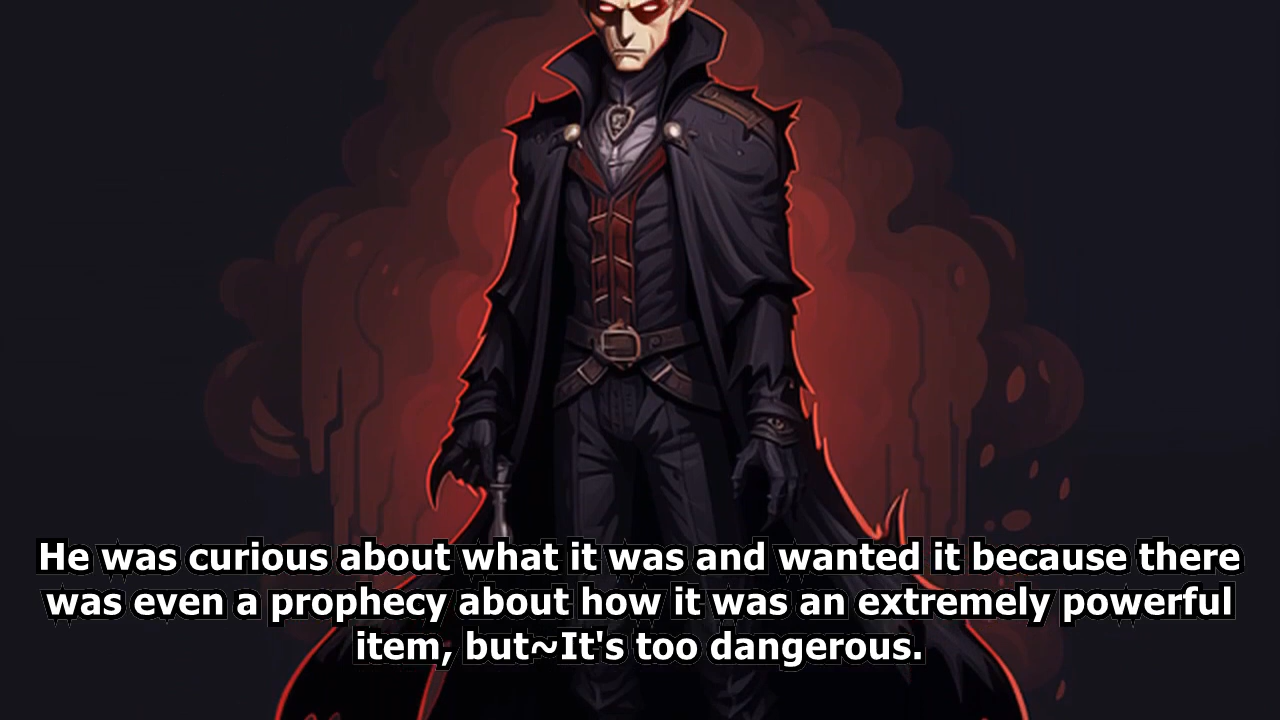 He was curious about what it was and wanted it because there
was even a prophecy about how it was an extremely powerful
item, but~It's too dangerous.